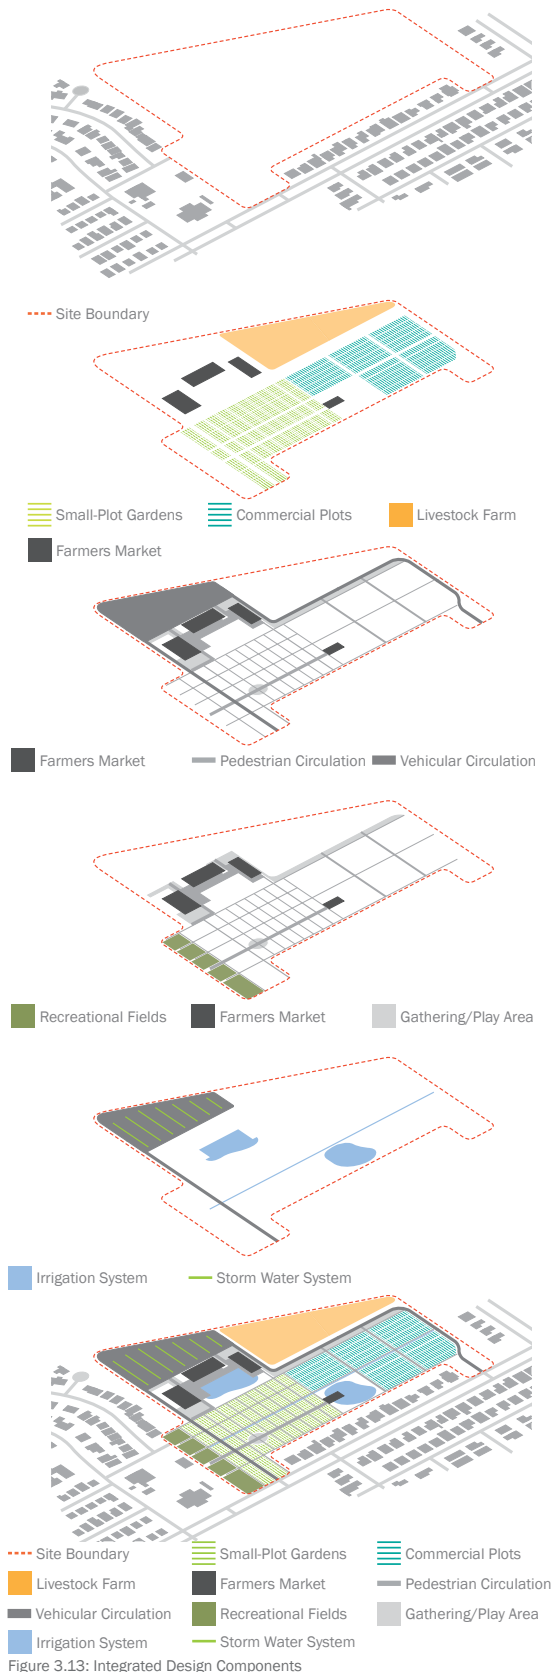 Site Boundary
Small-Plot Gardens Commercial Plots Livestock Farm
Farmers Market
Farmers Market Pedestrian Circulation Vehicular Circulation
Recreational Fields Farmers Market Gathering/Play Area
Irrigation System Storm Water System
Site Boundary Small-Plot Gardens Commercial Plots
Livestock Farm Farmers Market Pedestrian Circulation
Vehicular Circulation Recreational Fields Gathering/Play Area
Irrigation System Storm Water System
Figure 3.13: Integrated Design Components